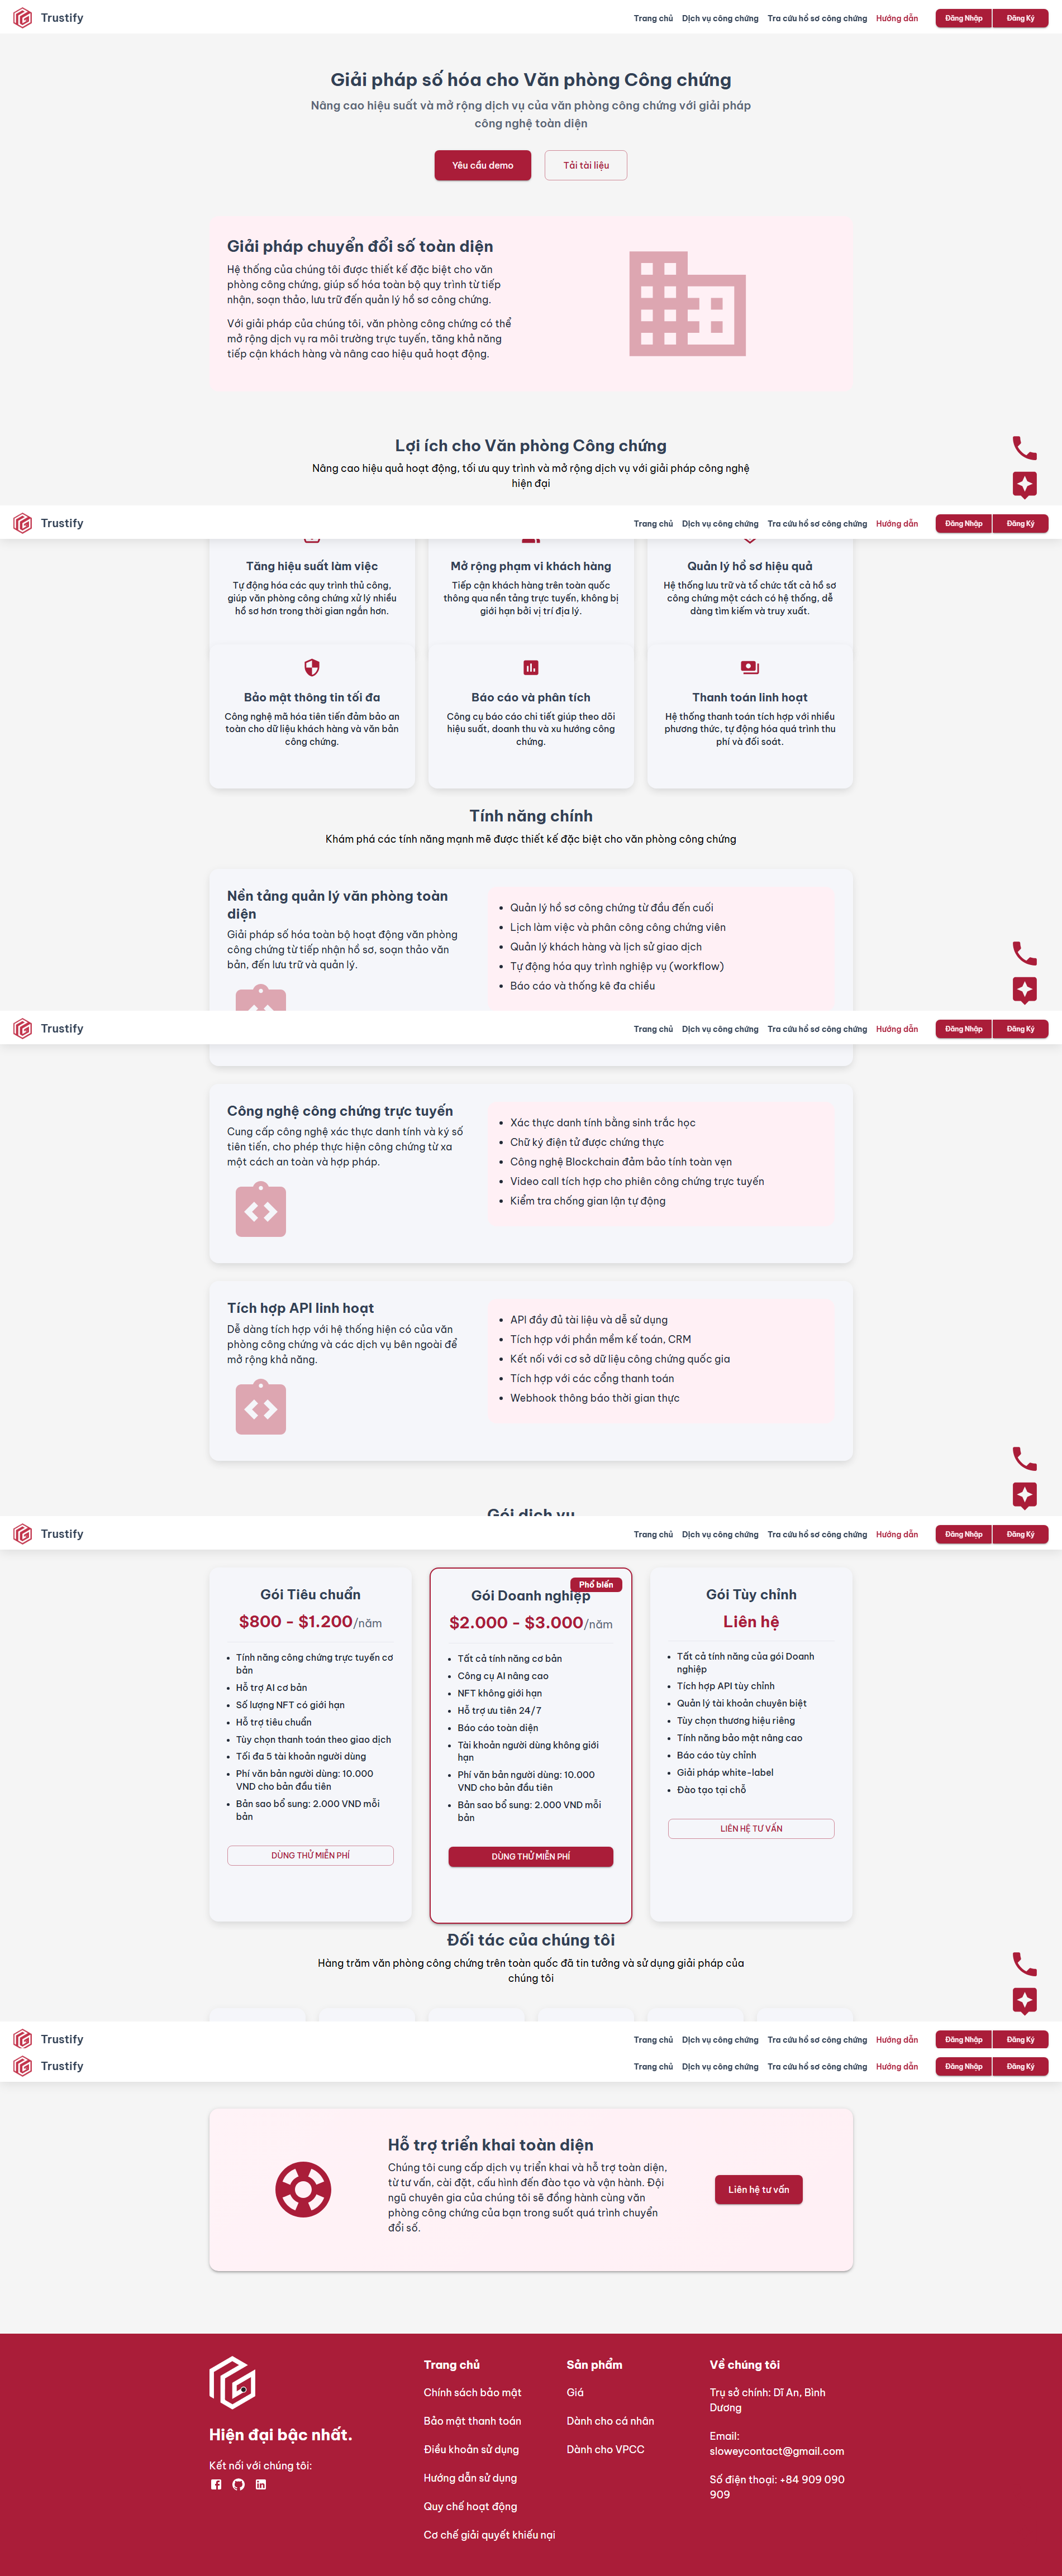 Trustify
Trang chủ Dịch vụ công chứng Tra cứu hồ sơ công chứng Hướng dẫn Đăng Nhập Đăng Ký
Giải pháp số hóa cho Văn phòng Công chứng
Nâng cao hiệu suất và mở rộng dịch vụ của văn phòng công chứng với giải pháp
công nghệ toàn diện
Yêu cầu demo
Tải tài liệu
Giải pháp chuyển đổi số toàn diện
Hệ thống của chúng tôi được thiết kế đặc biệt cho văn
phòng công chứng, giúp số hóa toàn bộ quy trình từ tiếp
nhận, soạn thảo, lưu trữ đến quản lý hồ sơ công chứng.
Với giải pháp của chúng tôi, văn phòng công chứng có thể
mở rộng dịch vụ ra môi trường trực tuyến, tăng khả năng
tiếp cận khách hàng và nâng cao hiệu quả hoạt động.
Lợi ích cho Văn phòng Công chứng
Nâng cao hiệu quả hoạt động, tối ưu quy trình và mở rộng dịch vụ với giải pháp công nghệ
hiện đại
Trustify
Trang chủ Dịch vụ công chứng Tra cứu hồ sơ công chứng Hướng dẫn Đăng Nhập Đăng Ký
Tăng hiệu suất làm việc
Tự động hóa các quy trình thủ công,
giúp văn phòng công chứng xử lý nhiều
hồ sơ hơn trong thời gian ngắn hơn.
Mở rộng phạm vi khách hàng
Tiếp cận khách hàng trên toàn quốc
thông qua nền tảng trực tuyến, không bị
giới hạn bởi vị trí địa lý.
Quản lý hồ sơ hiệu quả
Hệ thống lưu trữ và tổ chức tất cả hồ sơ
công chứng một cách có hệ thống, dễ
dàng tìm kiếm và truy xuất.
Bảo mật thông tin tối đa
Công nghệ mã hóa tiên tiến đảm bảo an
toàn cho dữ liệu khách hàng và văn bản
công chứng.
Báo cáo và phân tích
Công cụ báo cáo chi tiết giúp theo dõi
hiệu suất, doanh thu và xu hướng công
chứng.
Thanh toán linh hoạt
Hệ thống thanh toán tích hợp với nhiều
phương thức, tự động hóa quá trình thu
phí và đối soát.
Tính năng chính
Khám phá các tính năng mạnh mẽ được thiết kế đặc biệt cho văn phòng công chứng
Nền tảng quản lý văn phòng toàn
diện
Giải pháp số hóa toàn bộ hoạt động văn phòng
công chứng từ tiếp nhận hồ sơ, soạn thảo văn
bản, đến lưu trữ và quản lý.
• Quản lý hồ sơ công chứng từ đầu đến cuối
• Lịch làm việc và phân công công chứng viên
• Quản lý khách hàng và lịch sử giao dịch
• Tự động hóa quy trình nghiệp vụ (workflow)
• Báo cáo và thống kê đa chiều
Trustify
Trang chủ Dịch vụ công chứng Tra cứu hồ sơ công chứng Hướng dẫn Đăng Nhập Đăng Ký
Công nghệ công chứng trực tuyến
Cung cấp công nghệ xác thực danh tính và ký số
tiên tiến, cho phép thực hiện công chứng từ xa
một cách an toàn và hợp pháp.
• Xác thực danh tính bằng sinh trắc học
• Chữ ký điện tử được chứng thực
• Công nghệ Blockchain đảm bảo tính toàn vẹn
• Video call tích hợp cho phiên công chứng trực tuyến
• Kiểm tra chống gian lận tự động
Tích hợp API linh hoạt
Dễ dàng tích hợp với hệ thống hiện có của văn
phòng công chứng và các dịch vụ bên ngoài để
mở rộng khả năng.
• API đầy đủ tài liệu và dễ sử dụng
• Tích hợp với phần mềm kế toán, CRM
• Kết nối với cơ sở dữ liệu công chứng quốc gia
• Tích hợp với các cổng thanh toán
• Webhook thông báo thời gian thực
Gói dịch vụ
Trustify
Trang chủ Dịch vụ công chứng Tra cứu hồ sơ công chứng Hướng dẫn Đăng Nhập Đăng Ký
Gói Tiêu chuẩn
$800 - $1.200/năm
• Tính năng công chứng trực tuyến cơ
bản
• Hỗ trợ AI cơ bản
• Số lượng NFT có giới hạn
• Hỗ trợ tiêu chuẩn
• Tùy chọn thanh toán theo giao dịch
• Tối đa 5 tài khoản người dùng
• Phí văn bản người dùng: 10.000
VND cho bản đầu tiên
• Bản sao bổ sung: 2.000 VND mỗi
bản
DÙNG THỬ MIỄN PHÍ
Phổ biến
Gói Doanh nghiệp
$2.000 - $3.000/năm
• Tất cả tính năng cơ bản
• Công cụ AI nâng cao
• NFT không giới hạn
• Hỗ trợ ưu tiên 24/7
• Báo cáo toàn diện
• Tài khoản người dùng không giới
hạn
• Phí văn bản người dùng: 10.000
VND cho bản đầu tiên
• Bản sao bổ sung: 2.000 VND mỗi
bản
DÙNG THỬ MIỄN PHÍ
Gói Tùy chỉnh
Liên hệ
• Tất cả tính năng của gói Doanh
nghiệp
• Tích hợp API tùy chỉnh
• Quản lý tài khoản chuyên biệt
• Tùy chọn thương hiệu riêng
• Tính năng bảo mật nâng cao
• Báo cáo tùy chỉnh
• Giải pháp white-label
• Đào tạo tại chỗ
LIÊN HỆ TƯ VẤN
Đối tác của chúng tôi
Hàng trăm văn phòng công chứng trên toàn quốc đã tin tưởng và sử dụng giải pháp của
chúng tôi
Trustify
Trang chủ Dịch vụ công chứng Tra cứu hồ sơ công chứng Hướng dẫn Đăng Nhập Đăng Ký
Trustify
Trang chủ Dịch vụ công chứng Tra cứu hồ sơ công chứng Hướng dẫn Đăng Nhập Đăng Ký
Hỗ trợ triển khai toàn diện
Chúng tôi cung cấp dịch vụ triển khai và hỗ trợ toàn diện,
từ tư vấn, cài đặt, cấu hình đến đào tạo và vận hành. Đội
ngũ chuyên gia của chúng tôi sẽ đồng hành cùng văn
phòng công chứng của bạn trong suốt quá trình chuyển
đổi số.
Liên hệ tư vấn
Hiện đại bậc nhất.
Kết nối với chúng tôi:
Trang chủ
Chính sách bảo mật
Bảo mật thanh toán
Điều khoản sử dụng
Hướng dẫn sử dụng
Quy chế hoạt động
Cơ chế giải quyết khiếu nại
Sản phẩm
Giá
Dành cho cá nhân
Dành cho VPCC
Về chúng tôi
Trụ sở chính: Dĩ An, Bình
Dương
Email:
sloweycontact@gmail.com
Số điện thoại: +84 909 090
909